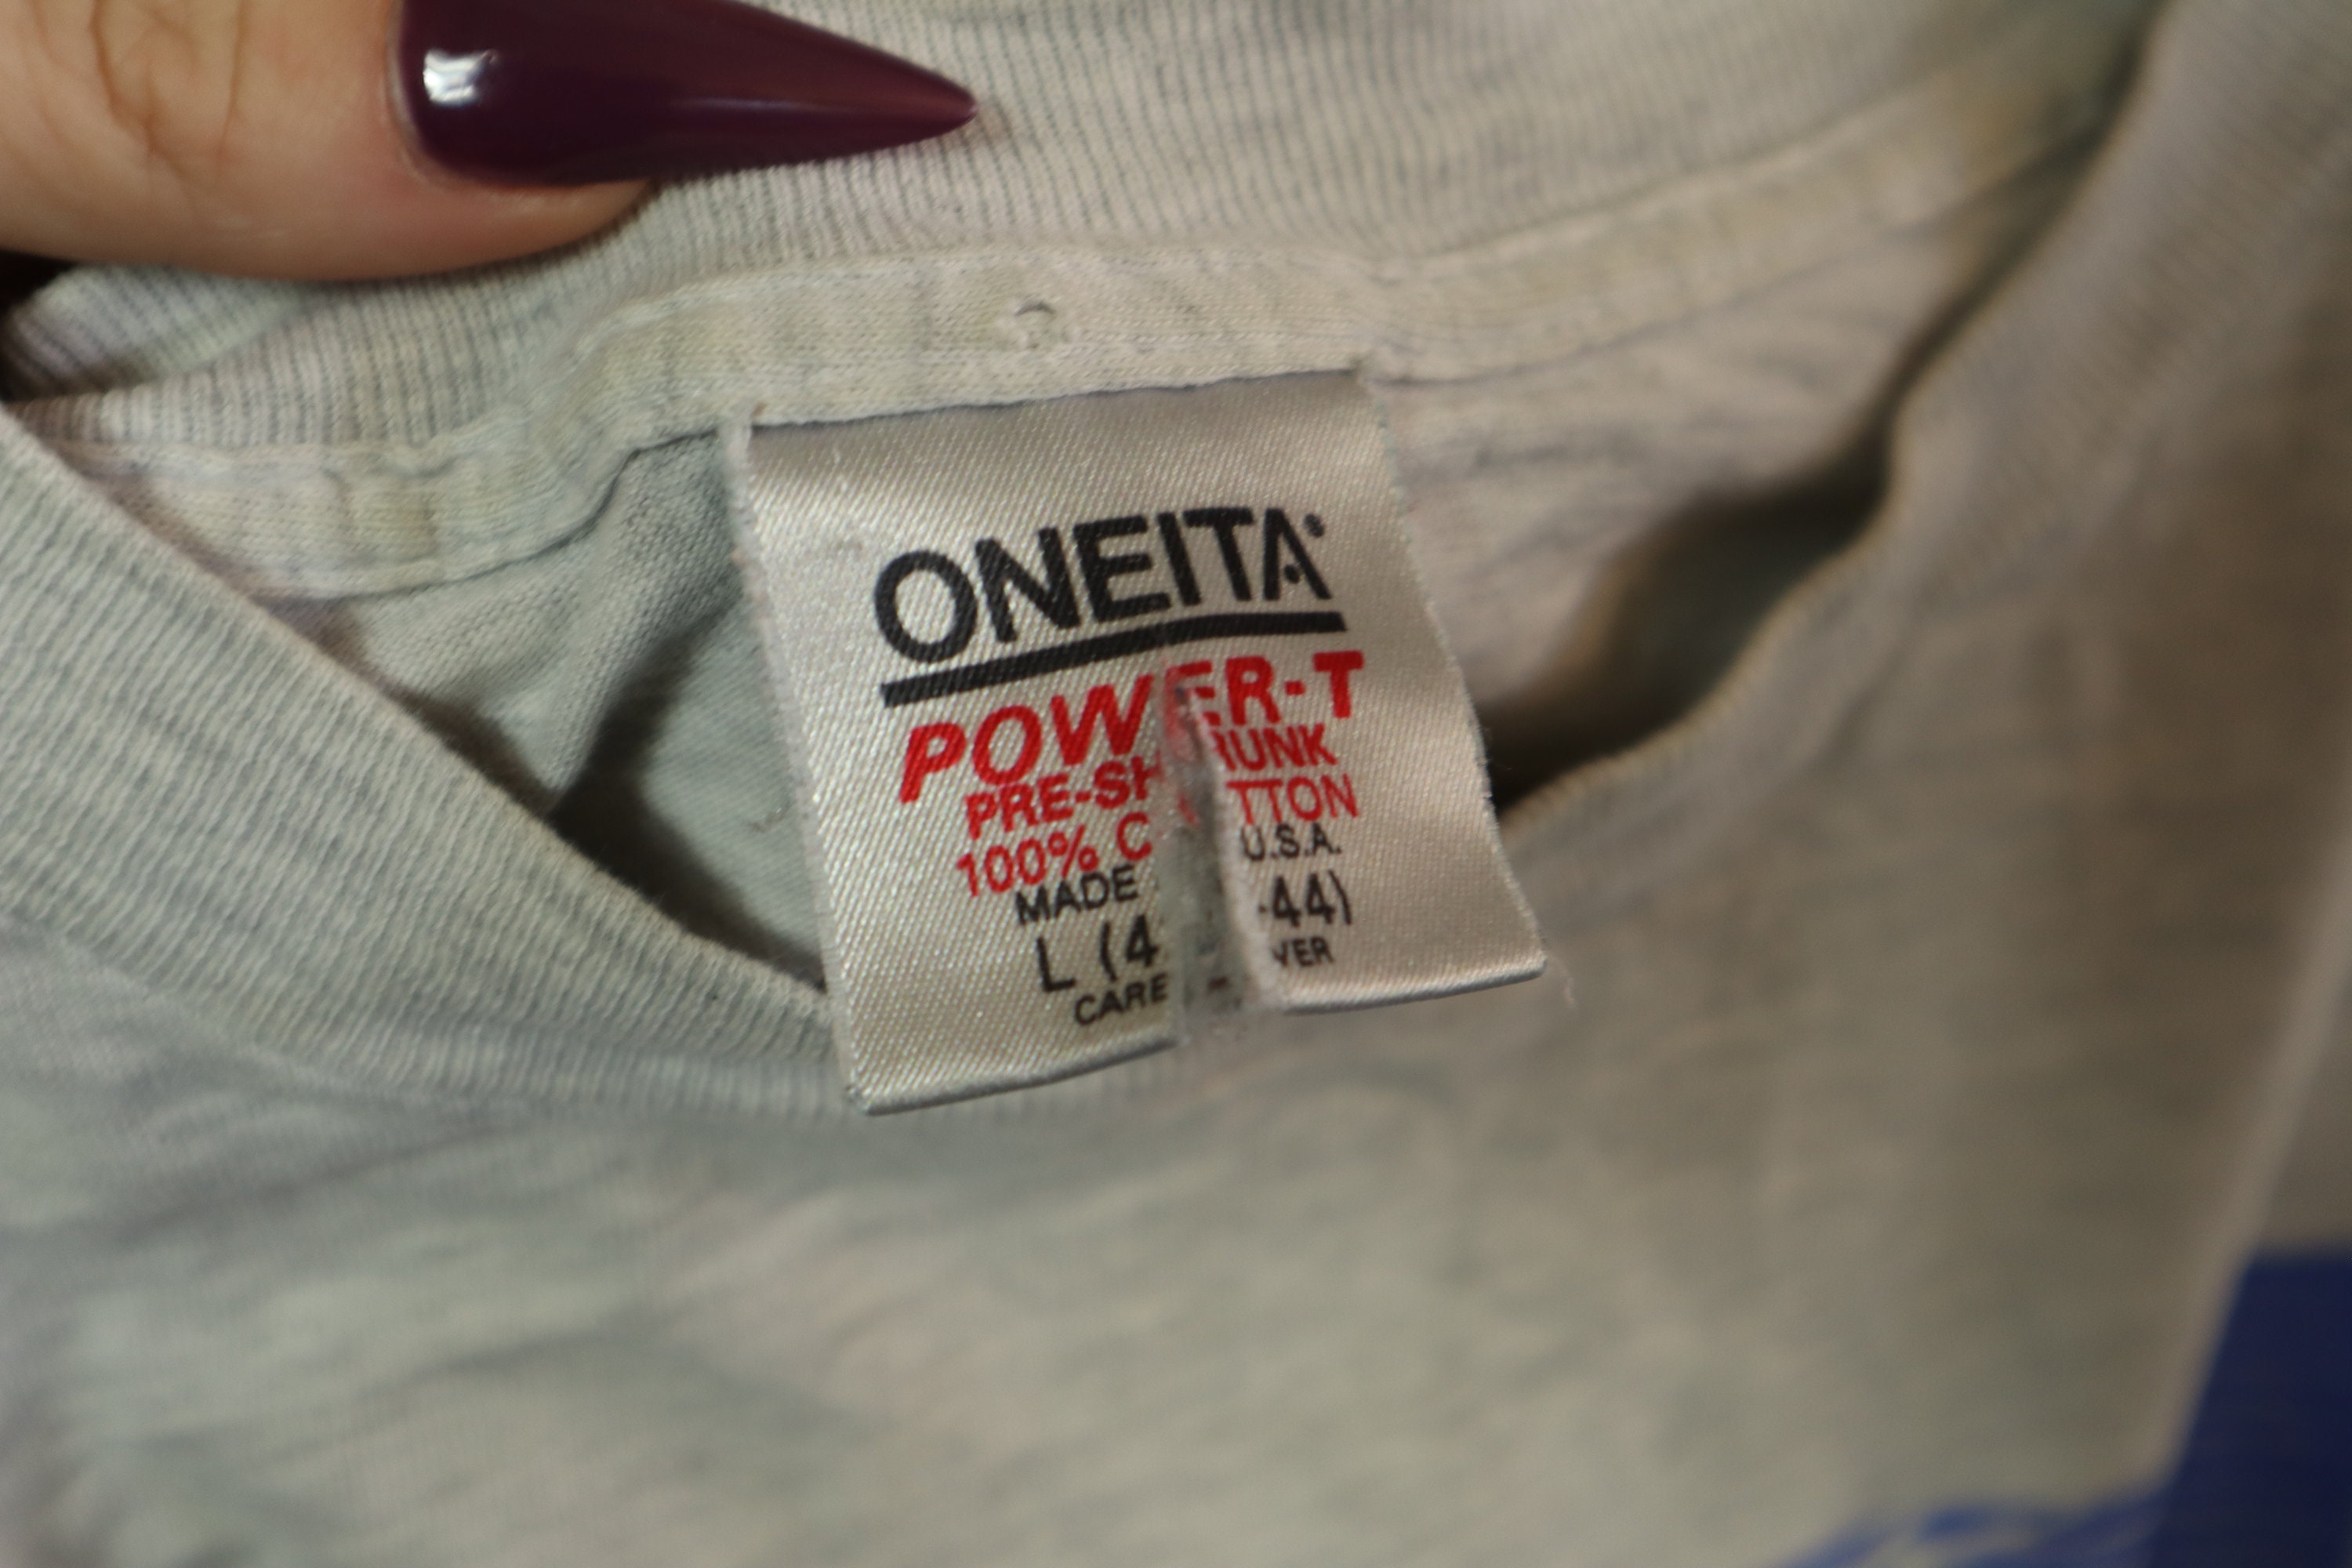 ONEITA
POWER-T
PRE-SHRUNK
100% COTTON
MADE U.S.A.
L (4 -44)
CARE